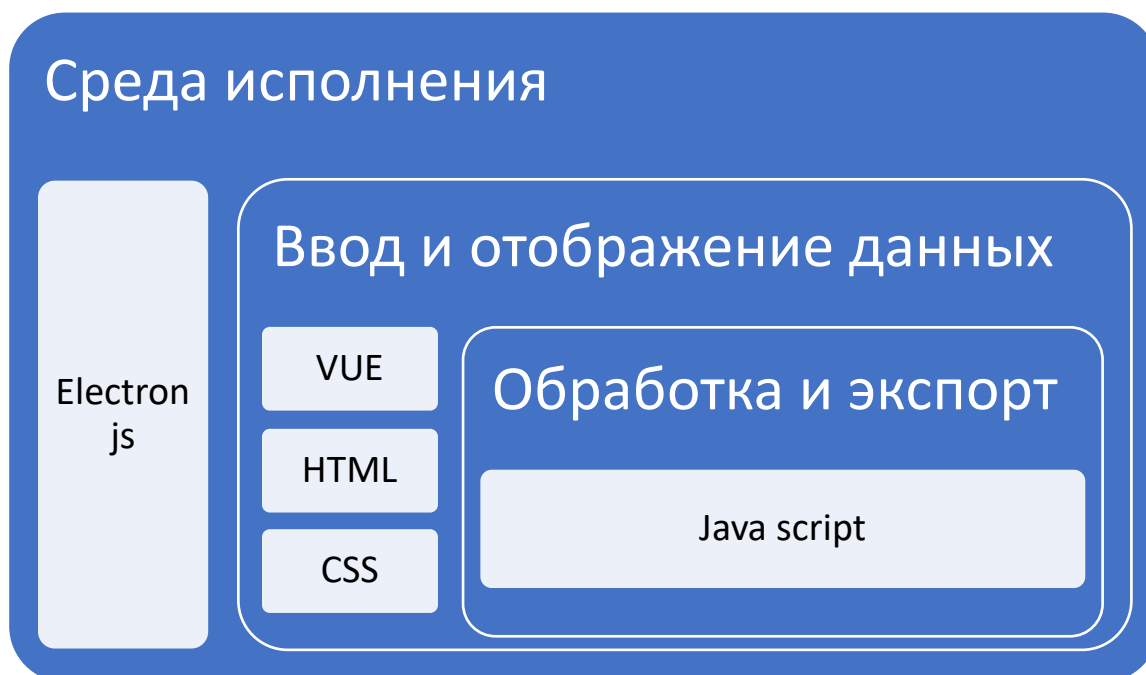 Среда исполнения
Ввод и отображение данных
VUE
Обработка и экспорт
Electron
js
HTML
Java script
CSS